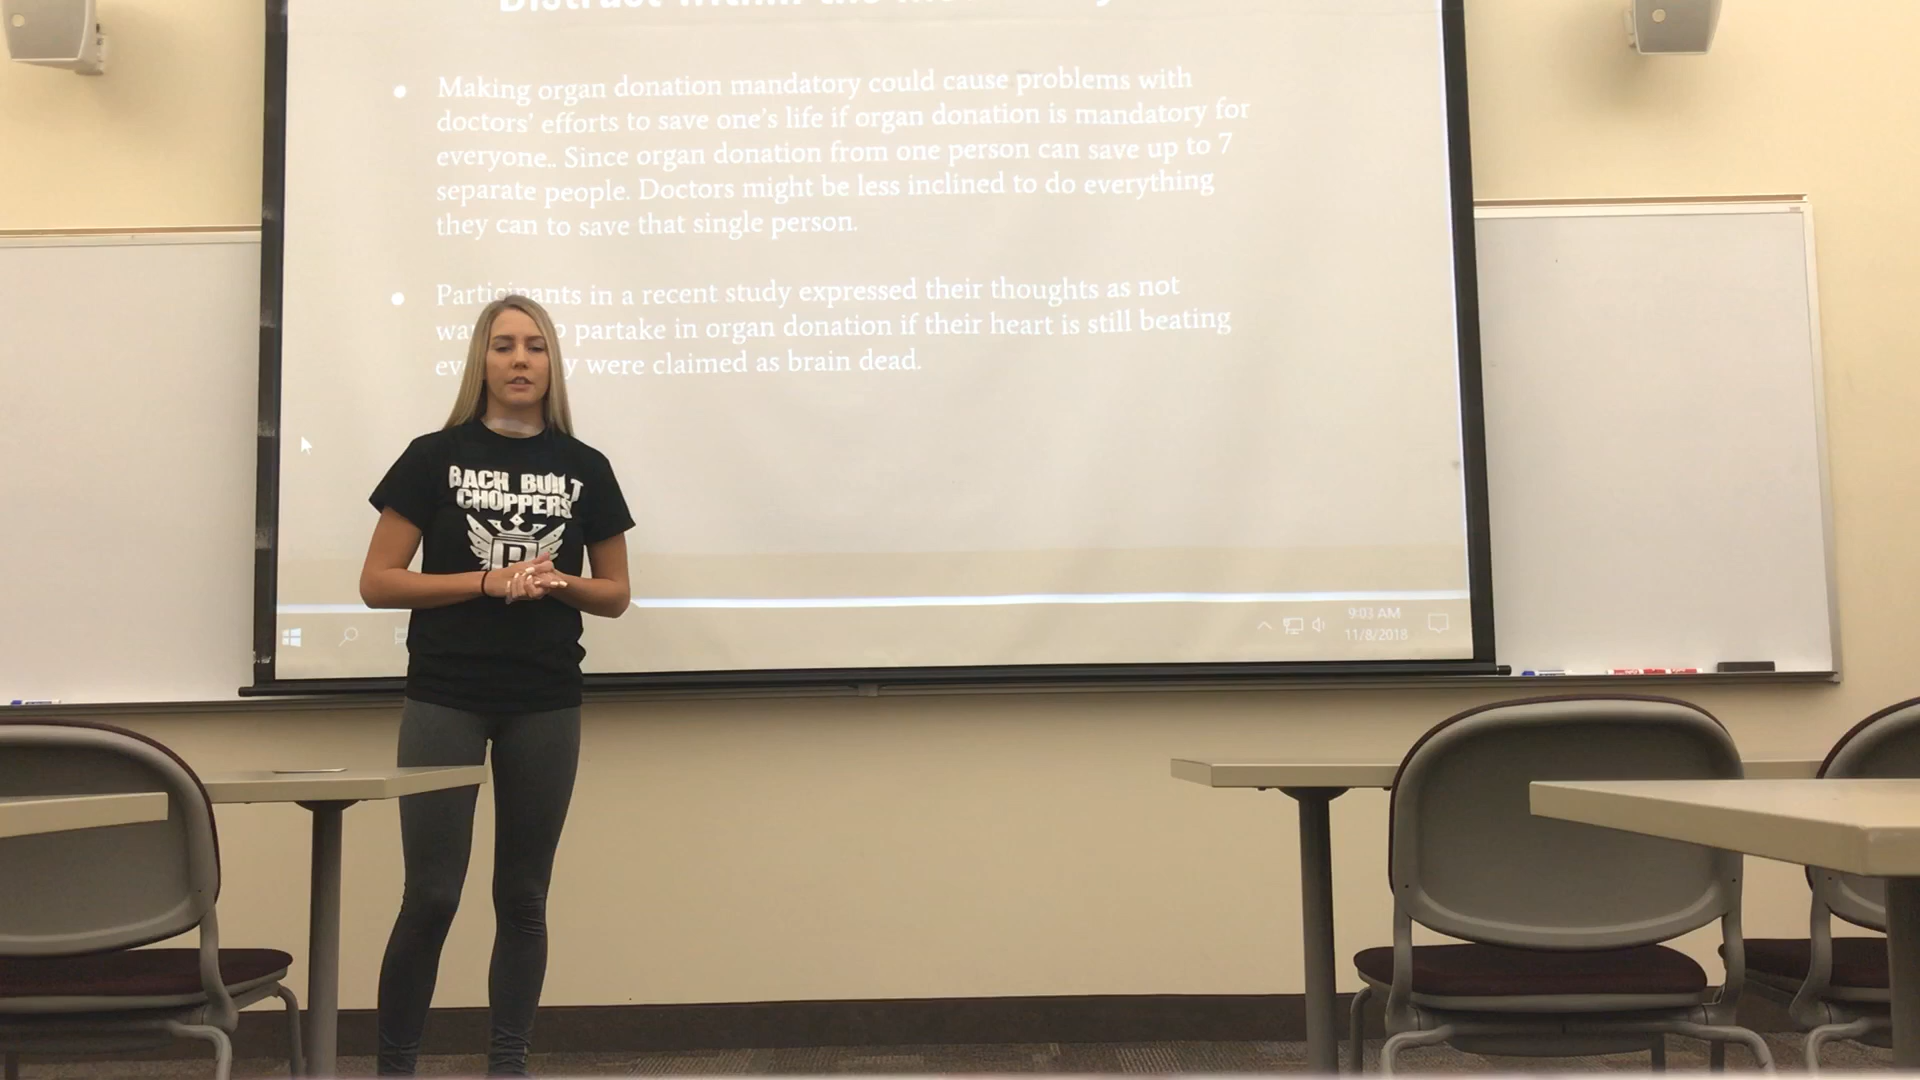 Distrust within the
• Making organ donation mandatory could cause problems with
doctors' efforts to save one's life if organ donation is mandatory for
everyone.. Since organ donation from one person can save up to 7
separate people. Doctors might be less inclined to do everything
they can to save that single person.
• Participants in a recent study expressed their thoughts as not
partake in organ donation if their heart is still beating
were claimed as brain dead.
BACH BUILT
CHOPPERS
B
9:03 AM
11/8/2018